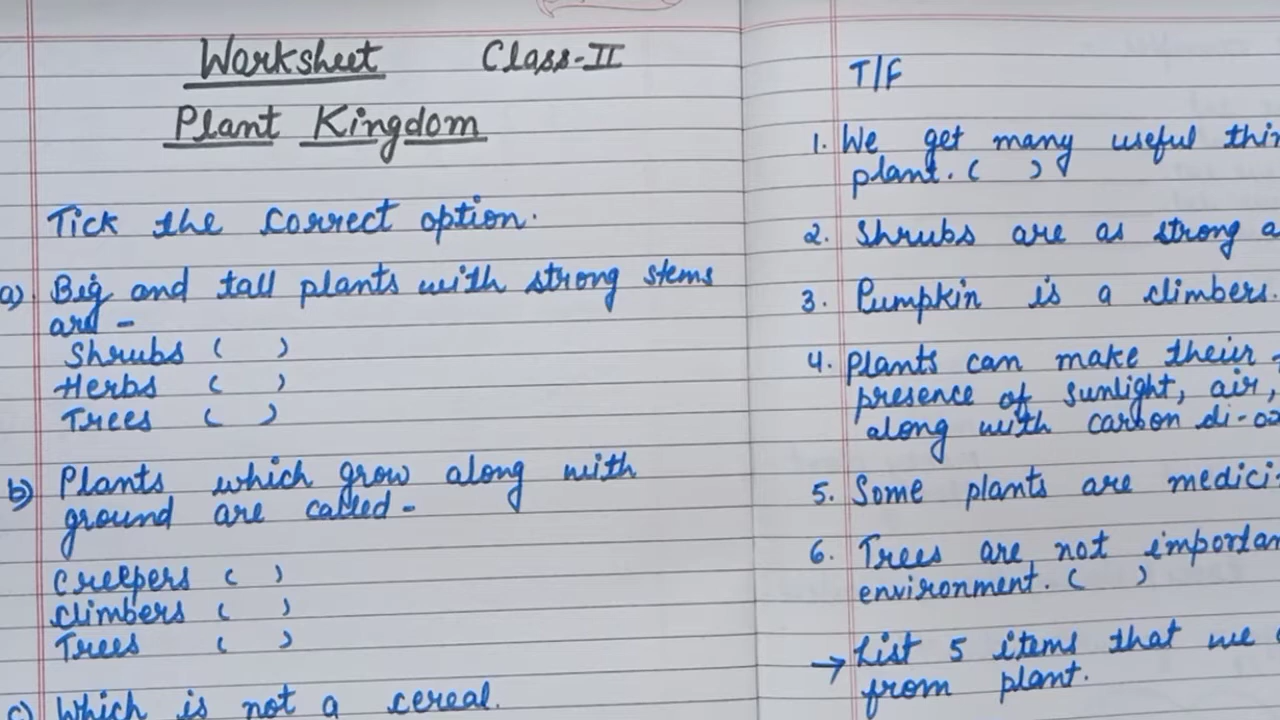 Worksheet Class-II
Plant Kingdom
Tick the correct option.
a) Big and tall plants with strong stems
are -
Shrubs ( )
Herbs ( )
Trees ( )
b) Plants which grow along with
ground are called -
Creepers ( )
Climbers ( )
Trees ( )
c) Which is not a cereal.
T/F
1. We get many useful thin
plant. ( )
2. Shrubs are as strong a
3. Pumpkin is a climbers.
4. Plants can make their
presence of sunlight, air,
along with carbon di-ox
5. Some plants are medici
6. Trees are not importan
environment. ( )
→ List 5 items that we
from plant.